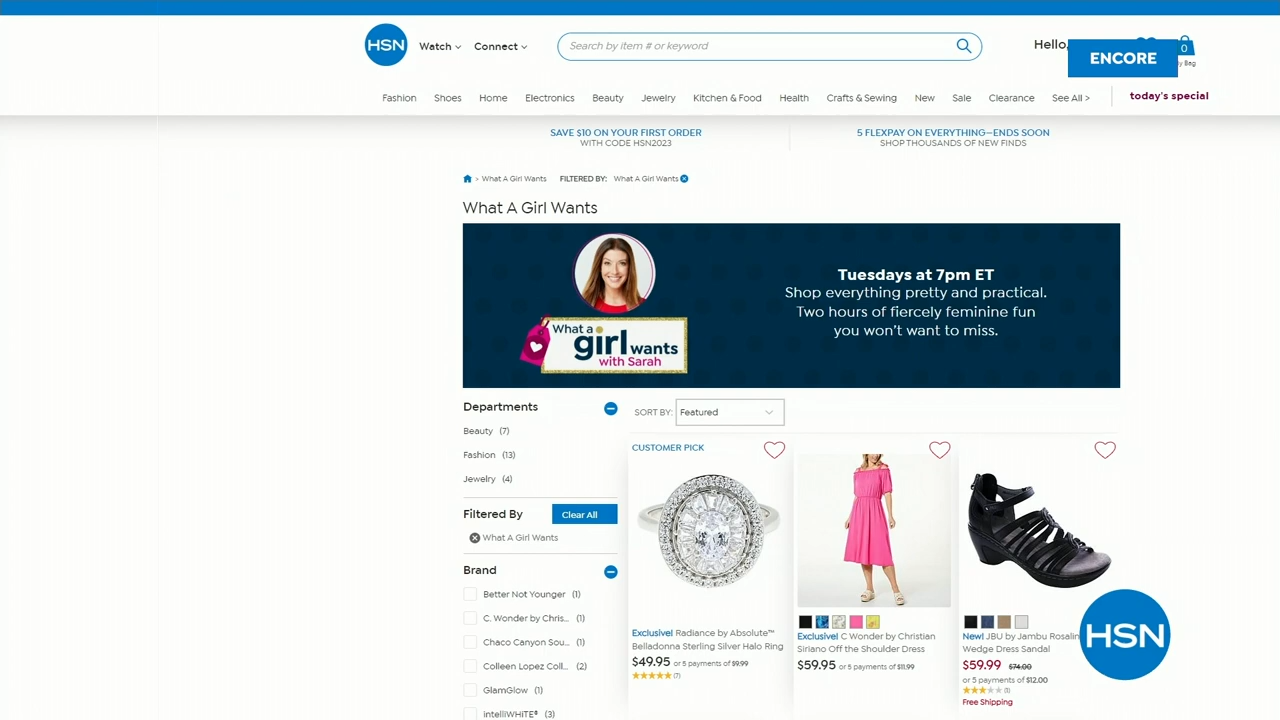 HSN
Watch
Connect
Search by item # or keyword
Hello,
ENCORE
0
Bag
Fashion
Shoes
Home
Electronics
Beauty
Jewelry
Kitchen & Food
Health
Crafts & Sewing
New
Sale
Clearance
See All >
today's special
SAVE $10 ON YOUR FIRST ORDER
WITH CODE HSN2023
5 FLEXPAY ON EVERYTHING—ENDS SOON
SHOP THOUSANDS OF NEW FINDS
> What A Girl Wants
FILTERED BY: What A Girl Wants
What A Girl Wants
What a
girl wants
with Sarah
Tuesdays at 7pm ET
Shop everything pretty and practical.
Two hours of fiercely feminine fun
you won't want to miss.
Departments
Beauty (7)
Fashion (13)
Jewelry (4)
Filtered By
Clear All
What A Girl Wants
Brand
Better Not Younger (1)
C. Wonder by Chris... (1)
Chaco Canyon Sou... (1)
Colleen Lopez Coll... (2)
GlamGlow (1)
intelliWHiTE® (3)
SORT BY: Featured
CUSTOMER PICK
Exclusive! Radiance by Absolute™
Belladonna Sterling Silver Halo Ring
$49.95 or 5 payments of $9.99
(7)
Exclusive! C Wonder by Christian
Siriano Off the Shoulder Dress
$59.95 or 5 payments of $11.99
New! JBU by Jambu Rosalin
Wedge Dress Sandal
$59.99 $74.00
or 5 payments of $12.00
(1)
Free Shipping
HSN